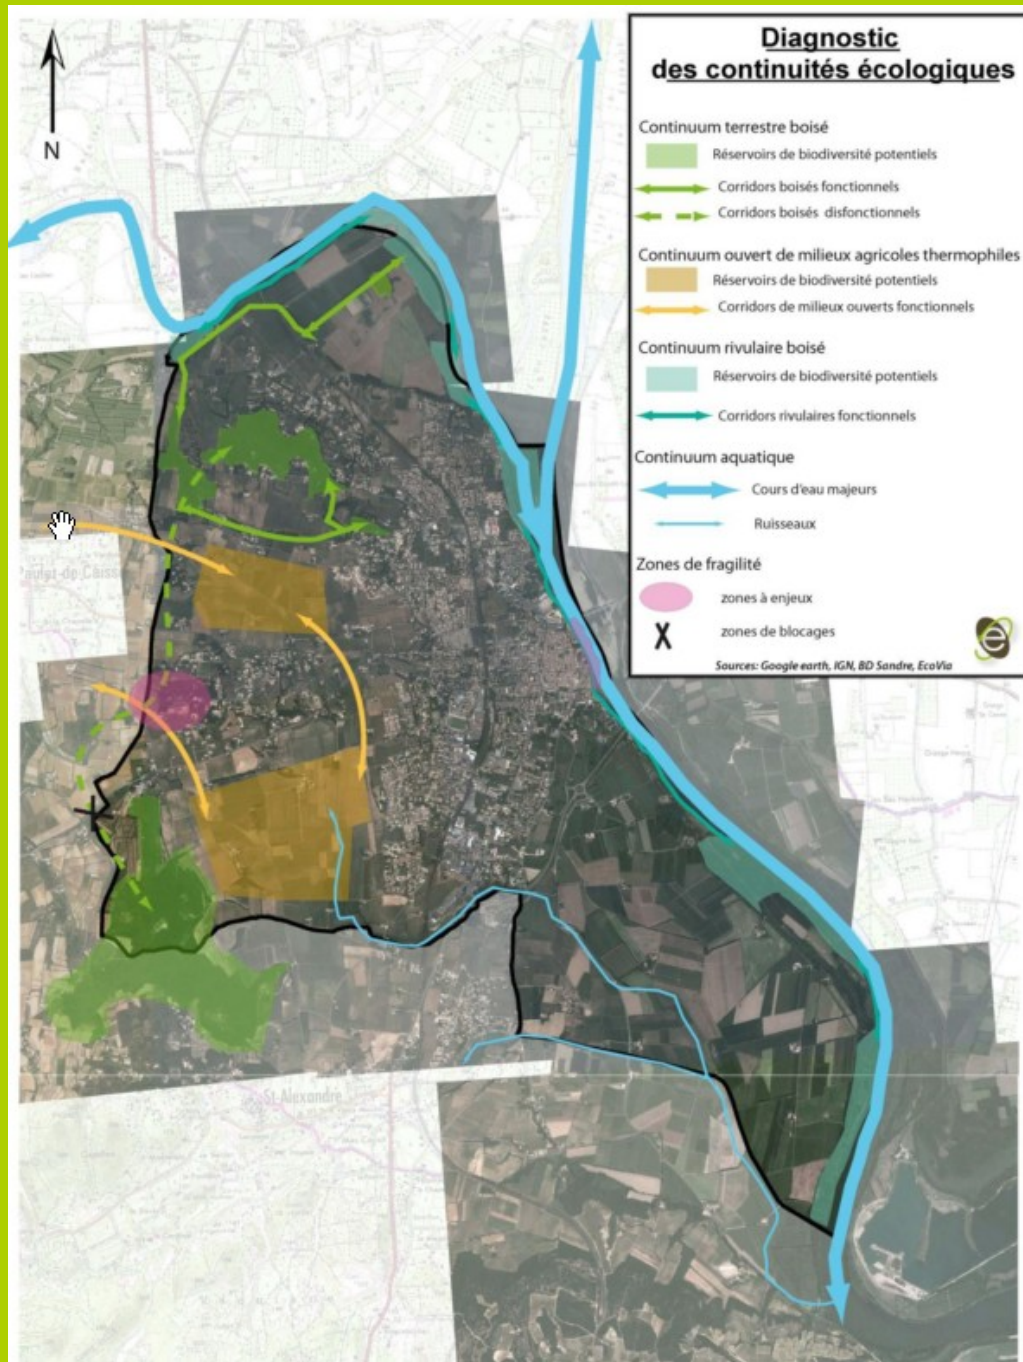 Diagnostic
des continuités écologiques
Continuum terrestre boisé
Réservoirs de biodiversité potentiels
Corridors boisés fonctionnels
Corridors boisés disfonctionnels
Continuum ouvert de milieux agricoles thermophiles
Réservoirs de biodiversité potentiels
Corridors de milieux ouverts fonctionnels
Continuum rivulaire boisé
Réservoirs de biodiversité potentiels
Corridors rivulaires fonctionnels
Continuum aquatique
Cours d'eau majeurs
Ruisseaux
Zones de fragilité
zones à enjeux
X
zones de blocages
Sources: Google earth, IGN, BD Sandre, EcoVia
N
St-Alexandre